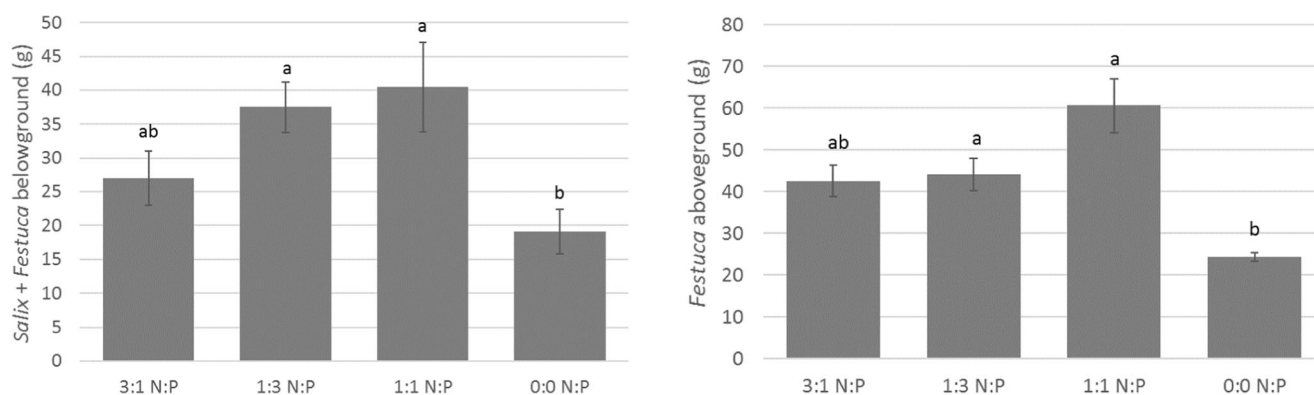 Salix + Festuca belowground (g)
50
45
40
35
30
25
20
15
10
5
0
ab
a
a
b
3:1 N:P
1:3 N:P
1:1 N:P
0:0 N:P
Festuca aboveground (g)
80
70
60
50
40
30
20
10
0
ab
a
a
b
3:1 N:P
1:3 N:P
1:1 N:P
0:0 N:P